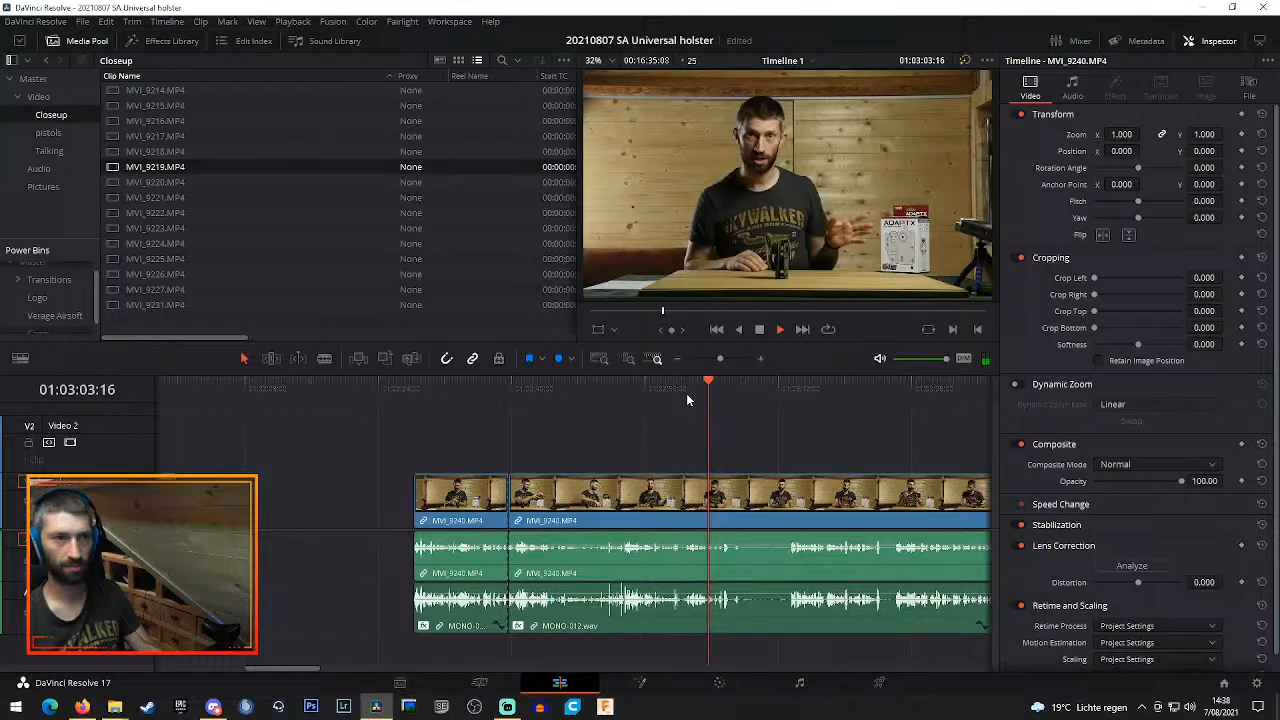 DaVinci Resolve - 20210807 SA Universal holster
DaVinci Resolve File Edit Trim Timeline Clip Mark View Playback Fusion Color Fairlight Workspace Help
Media Pool Effects Library Edit Index Sound Library 20210807 SA Universal holster Edited Mixer Metadata Inspector
Closeup 32% 00:16:35:08 25 Timeline 1 01:03:03:16 Timeline - MVI_9240.MP4
Master
Video
Closeup
pistols
Talking
Audio
Pictures
Power Bins
Master
Transitions
Logo
Verage Airsoft
Clip Name Proxy Reel Name Start TC
MVI_9214.MP4 None 00:00:00
MVI_9215.MP4 None 00:00:00
MVI_9216.MP4 None 00:00:00
MVI_9217.MP4 None 00:00:00
MVI_9218.MP4 None 00:00:00
MVI_9219.MP4 None 00:00:00
MVI_9220.MP4 None 00:00:00
MVI_9221.MP4 None 00:00:00
MVI_9222.MP4 None 00:00:00
MVI_9223.MP4 None 00:00:00
MVI_9224.MP4 None 00:00:00
MVI_9225.MP4 None 00:00:00
MVI_9226.MP4 None 00:00:00
MVI_9227.MP4 None 00:00:00
MVI_9231.MP4 None 00:00:00
SKYWALKER
ADAPTX
Video Audio Effects Transition Image File
Transform
Zoom X 1.000 Y 1.000
Position X 0.000 Y 0.000
Rotation Angle 0.000
Anchor Point X 0.000 Y 0.000
Pitch 0.000
Yaw 0.000
Flip
Cropping
Crop Left 0.000
Crop Right 0.000
Crop Top 0.000
Crop Bottom 0.000
Softness 0.000
Retain Image Position
Dynamic Zoom
Dynamic Zoom Ease Linear
Swap
Composite
Composite Mode Normal
Opacity 100.00
Speed Change
Stabilization
Lens Correction
Analyze
Distortion 0.000
Retime and Scaling
Retime Process Project Settings
Motion Estimation Project Settings
Scaling Project Settings
DIM
01:03:03:16
V2 Video 2
Clip
MVI_9240.MP4 MVI_9240.MP4
MVI_9240.MP4 MVI_9240.MP4
fx MONO-0... fx MONO-012.wav
WALKER
DaVinci Resolve 17
19°C Lichte regen 14:38
7/08/2021